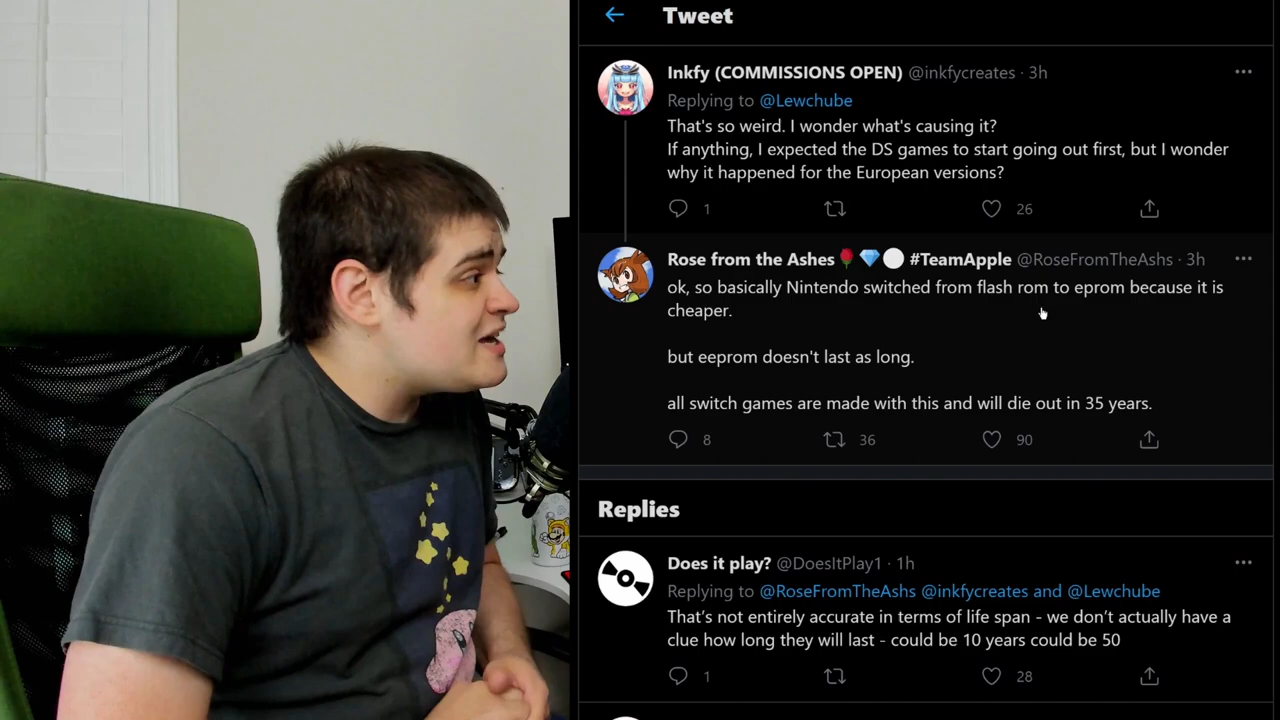 Tweet
Inkfy (COMMISSIONS OPEN) @inkfycreates · 3h
Replying to @Lewchube
That's so weird. I wonder what's causing it?
If anything, I expected the DS games to start going out first, but I wonder
why it happened for the European versions?
1 26
Rose from the Ashes #TeamApple @RoseFromTheAshs · 3h
ok, so basically Nintendo switched from flash rom to eprom because it is
cheaper.
but eeprom doesn't last as long.
all switch games are made with this and will die out in 35 years.
8 36 90
Replies
Does it play? @DoesItPlay1 · 1h
Replying to @RoseFromTheAshs @inkfycreates and @Lewchube
That's not entirely accurate in terms of life span - we don't actually have a
clue how long they will last - could be 10 years could be 50
1 28